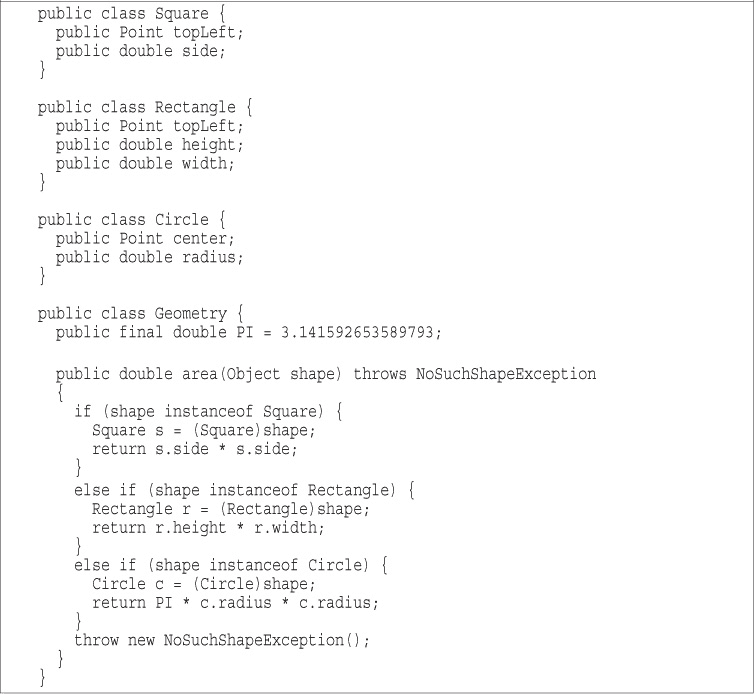 public class Square {
  public Point topLeft;
  public double side;
}

public class Rectangle {
  public Point topLeft;
  public double height;
  public double width;
}

public class Circle {
  public Point center;
  public double radius;
}

public class Geometry {
  public final double PI = 3.141592653589793;

  public double area(Object shape) throws NoSuchShapeException
  {
    if (shape instanceof Square) {
      Square s = (Square)shape;
      return s.side * s.side;
    }
    else if (shape instanceof Rectangle) {
      Rectangle r = (Rectangle)shape;
      return r.height * r.width;
    }
    else if (shape instanceof Circle) {
      Circle c = (Circle)shape;
      return PI * c.radius * c.radius;
    }
    throw new NoSuchShapeException();
  }
}